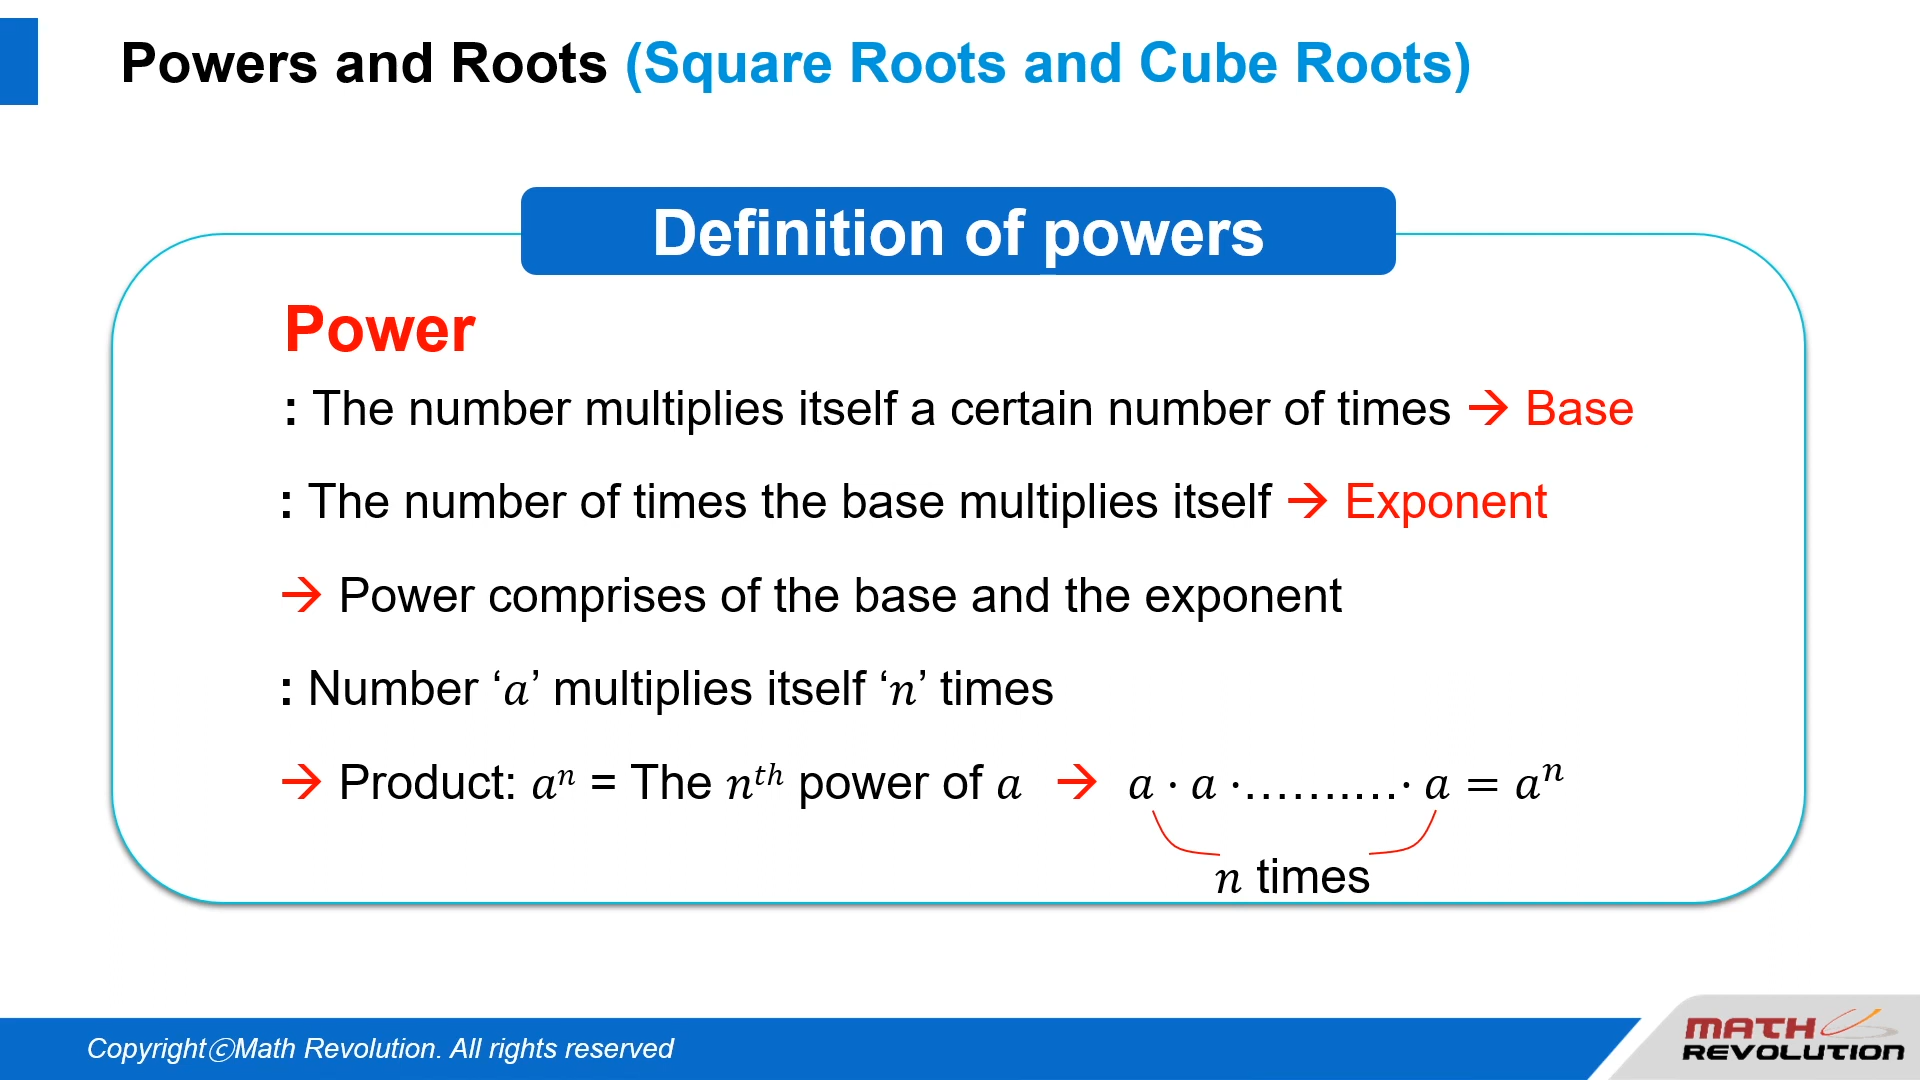 Powers and Roots (Square Roots and Cube Roots)
Definition of powers
Power
: The number multiplies itself a certain number of times → Base
: The number of times the base multiplies itself → Exponent
→ Power comprises of the base and the exponent
: Number ‘𝑎’ multiplies itself ‘𝑛’ times
→ Product: 𝑎ⁿ = The 𝑛ᵗʰ power of 𝑎 → 𝑎 · 𝑎 ·…….…· 𝑎 = 𝑎ⁿ
𝑛 times
Copyrightⓒ Math Revolution. All rights reserved
MATH
REVOLUTION